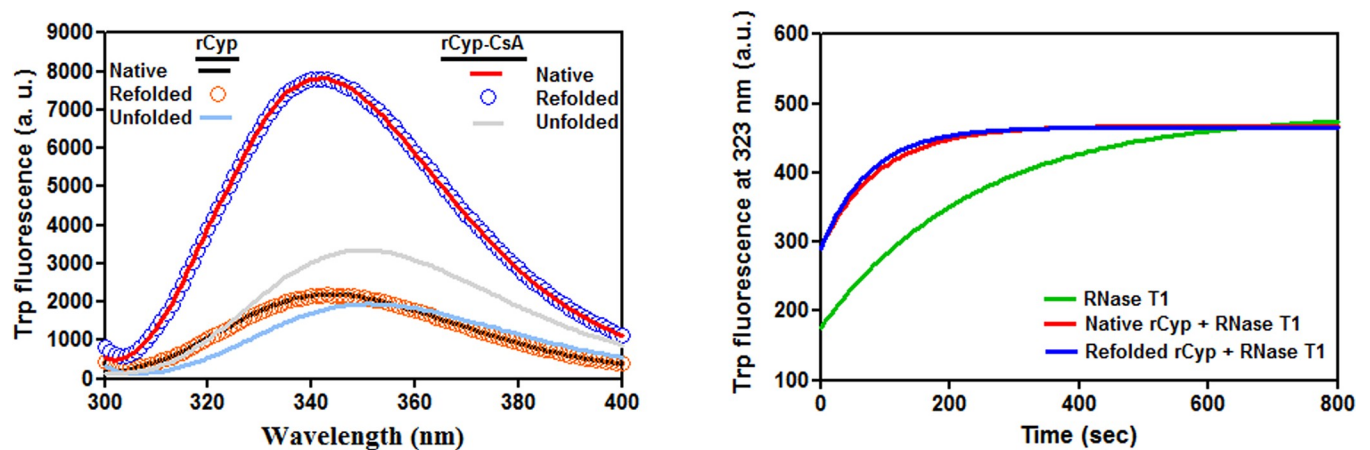 Trp fluorescence (a. u.)
9000
8000
7000
6000
5000
4000
3000
2000
1000
0
rCyp
Native
Refolded
Unfolded
rCyp-CsA
Native
Refolded
Unfolded
300 320 340 360 380 400
Wavelength (nm)
Trp fluorescence at 323 nm (a.u.)
600
500
400
300
200
100
RNase T1
Native rCyp + RNase T1
Refolded rCyp + RNase T1
0 200 400 600 800
Time (sec)